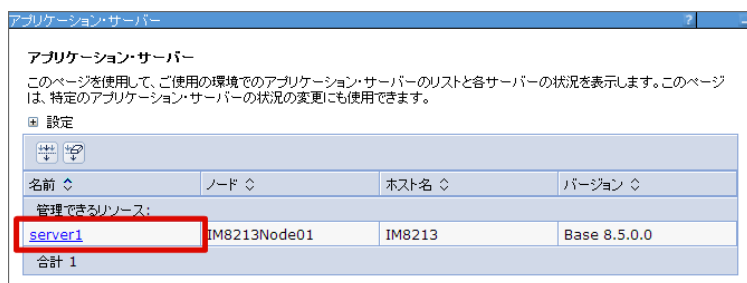 アプリケーション・サーバー ? –
アプリケーション・サーバー
このページを使用して、ご使用の環境でのアプリケーション・サーバーのリストと各サーバーの状況を表示します。このページ
は、特定のアプリケーション・サーバーの状況の変更にも使用できます。
設定
名前 ノード ホスト名 バージョン
管理できるリソース:
server1 IM8213Node01 IM8213 Base 8.5.0.0
合計 1